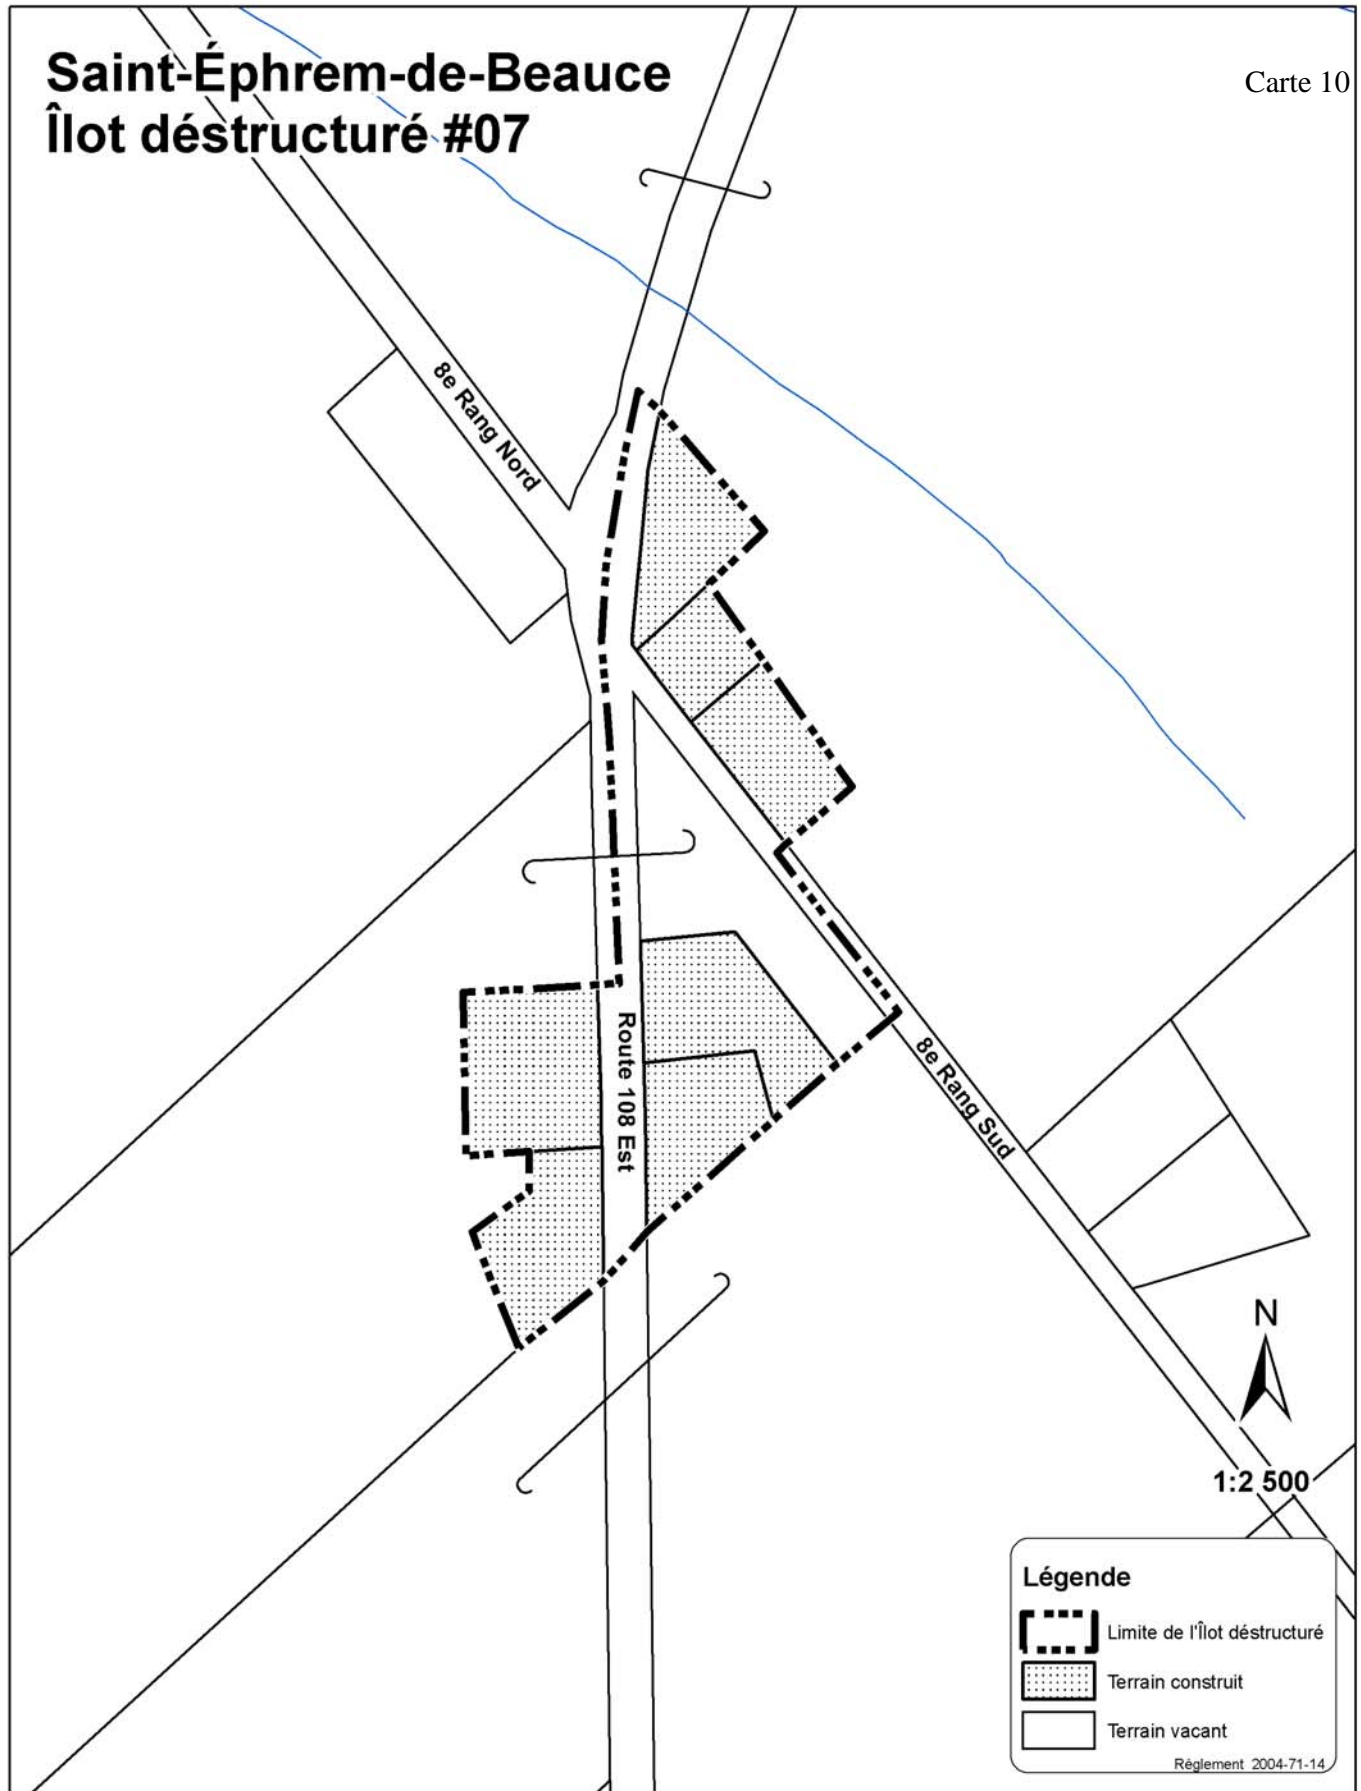 Saint-Éphrem-de-Beauce
Îlot déstructuré #07
Carte 10
8e Rang Nord
Route 108 Est
8e Rang Sud
N
1:2 500
Légende
Limite de l'Îlot déstructuré
Terrain construit
Terrain vacant
Règlement 2004-71-14